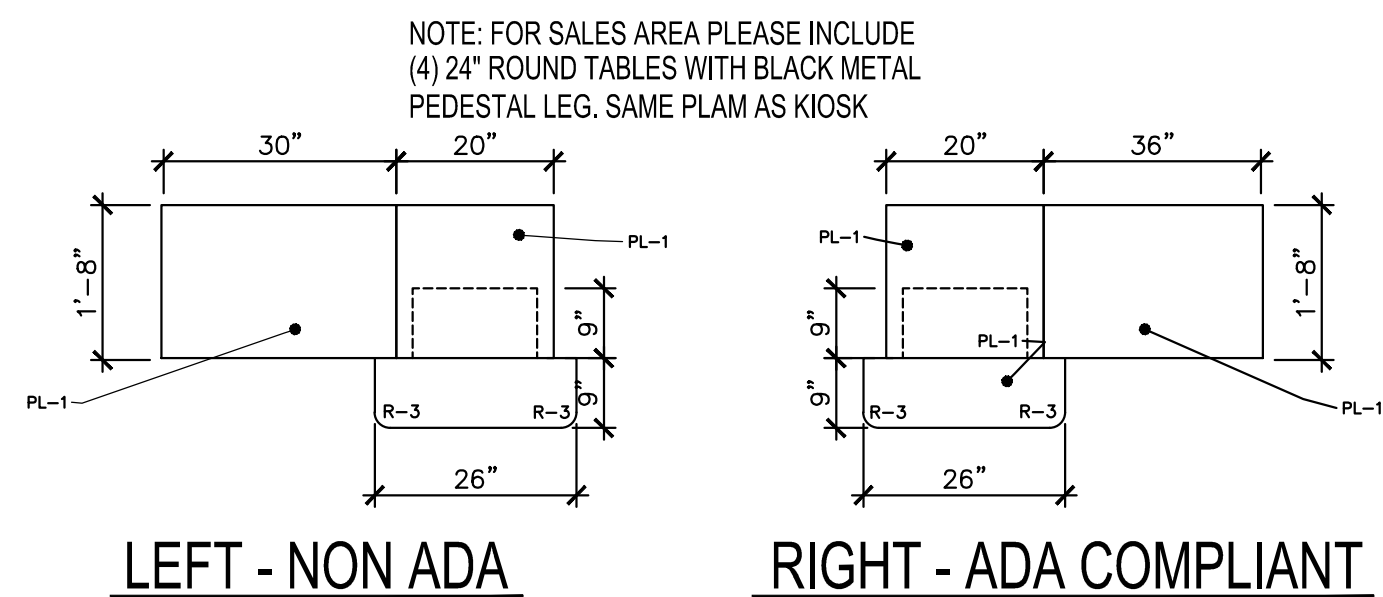 NOTE: FOR SALES AREA PLEASE INCLUDE
(4) 24" ROUND TABLES WITH BLACK METAL
PEDESTAL LEG. SAME PLAM AS KIOSK
30” 20”
20” 36”
1’-8”
PL-1
9”
9”
PL-1
R-3 R-3
26”
PL-1
9”
PL-1
9”
1’-8”
PL-1
R-3 R-3
26”
LEFT - NON ADA
RIGHT - ADA COMPLIANT